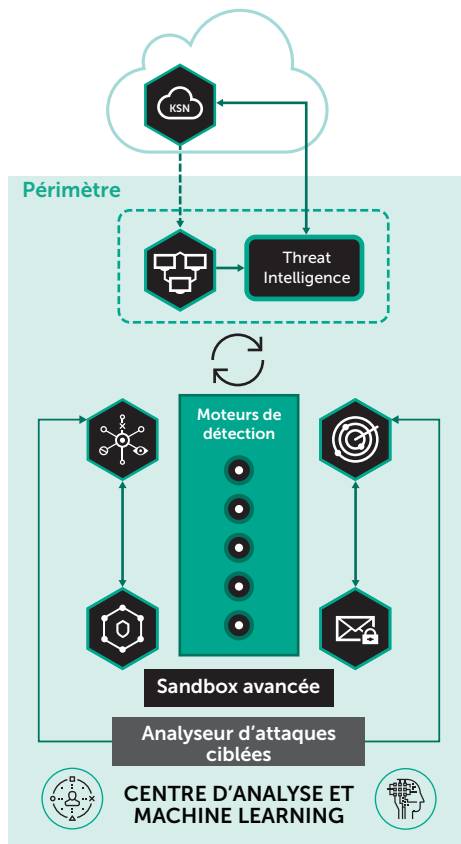 KSN
Périmètre
Threat
Intelligence
Moteurs de
détection
Sandbox avancée
Analyseur d'attaques
ciblées
CENTRE D'ANALYSE ET
MACHINE LEARNING